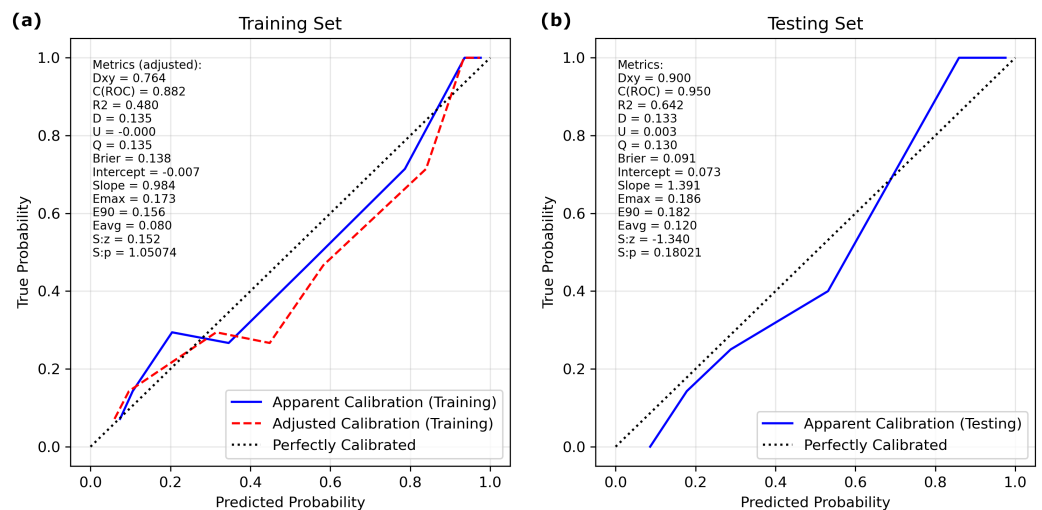 (a)
Training Set
True Probability
1.0
0.8
0.6
0.4
0.2
0.0
Metrics (adjusted):
Dxy = 0.764
C(ROC) = 0.882
R2 = 0.480
D = 0.135
U = -0.000
Q = 0.135
Brier = 0.138
Intercept = -0.007
Slope = 0.984
Emax = 0.173
E90 = 0.156
Eavg = 0.080
S:z = 0.152
S:p = 1.05074
Apparent Calibration (Training)
Adjusted Calibration (Training)
Perfectly Calibrated
0.0 0.2 0.4 0.6 0.8 1.0
Predicted Probability
(b)
Testing Set
True Probability
1.0
0.8
0.6
0.4
0.2
0.0
Metrics:
Dxy = 0.900
C(ROC) = 0.950
R2 = 0.642
D = 0.133
U = 0.003
Q = 0.130
Brier = 0.091
Intercept = 0.073
Slope = 1.391
Emax = 0.186
E90 = 0.182
Eavg = 0.120
S:z = -1.340
S:p = 0.18021
Apparent Calibration (Testing)
Perfectly Calibrated
0.0 0.2 0.4 0.6 0.8 1.0
Predicted Probability